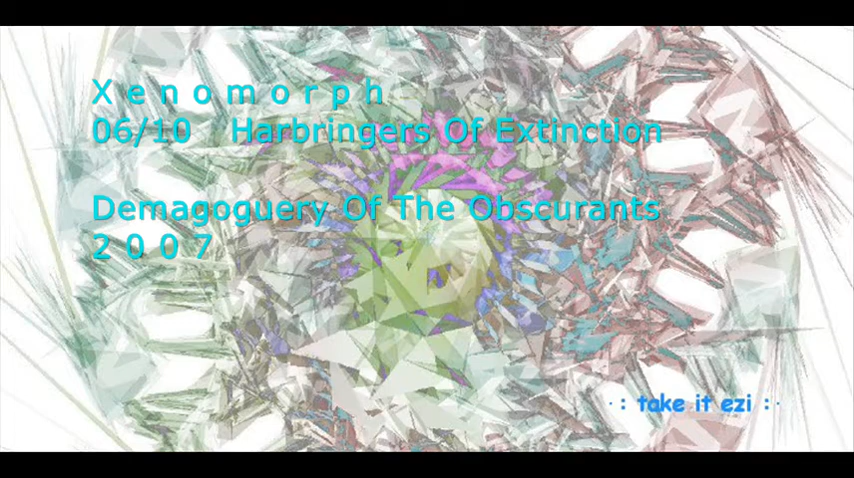 X e n o m o r p h
06/10 Harbringers Of Extinction
Demagoguery Of The Obscurants
2 0 0 7
·: take it ezi :·